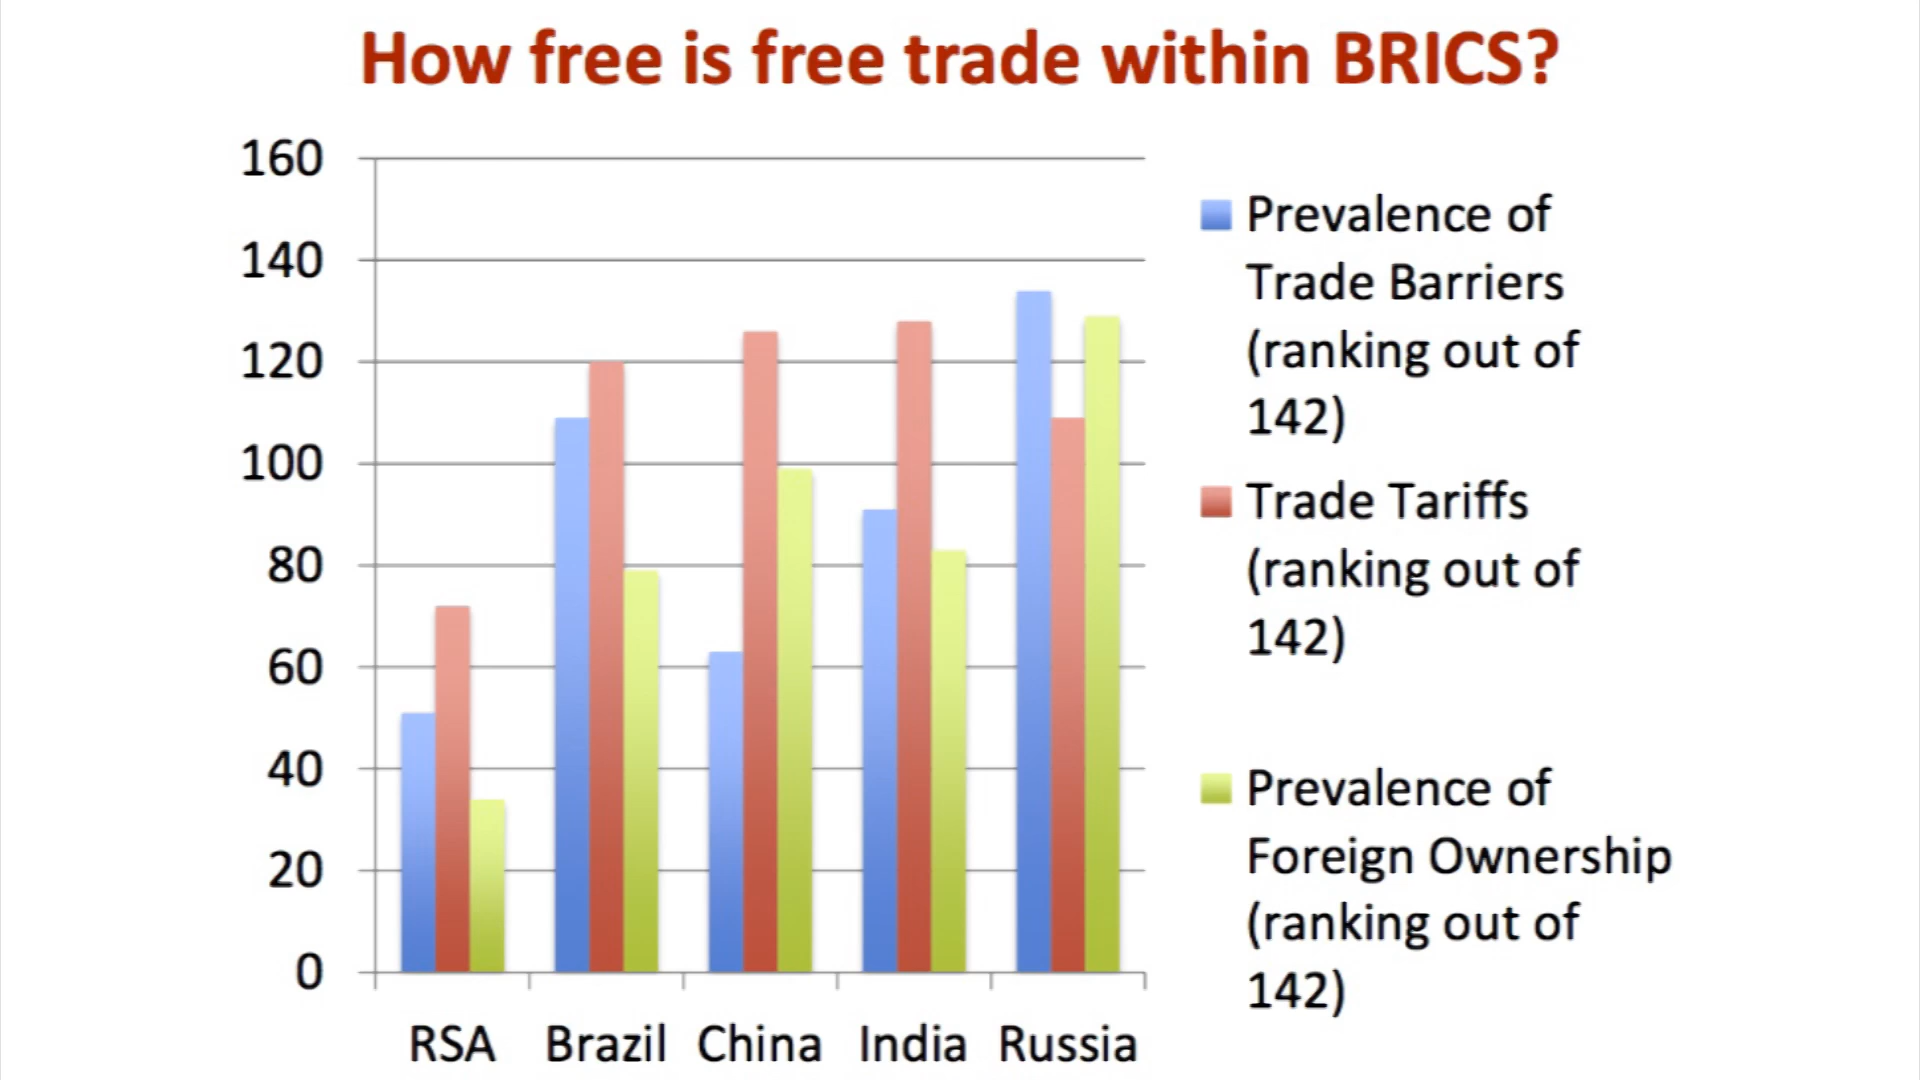 How free is free trade within BRICS?
160
140
120
100
80
60
40
20
0
RSA Brazil China India Russia
Prevalence of
Trade Barriers
(ranking out of
142)
Trade Tariffs
(ranking out of
142)
Prevalence of
Foreign Ownership
(ranking out of
142)